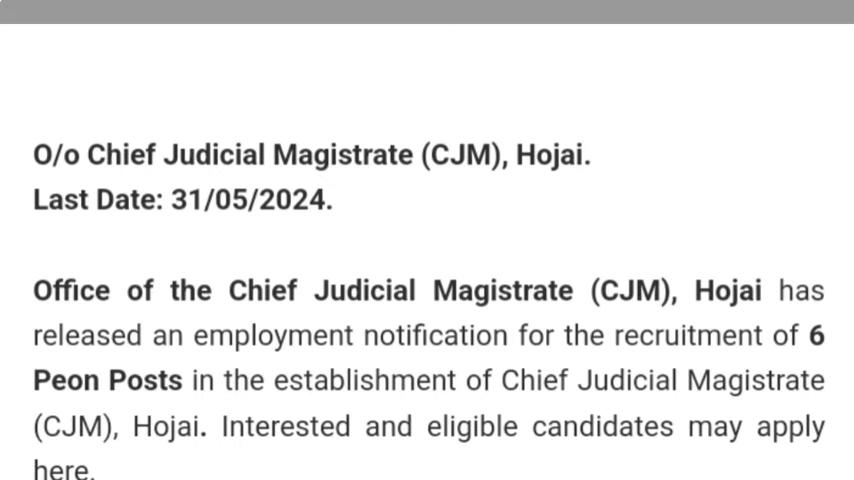 O/o Chief Judicial Magistrate (CJM), Hojai.
Last Date: 31/05/2024.
Office of the Chief Judicial Magistrate (CJM), Hojai has
released an employment notification for the recruitment of 6
Peon Posts in the establishment of Chief Judicial Magistrate
(CJM), Hojai. Interested and eligible candidates may apply
here.